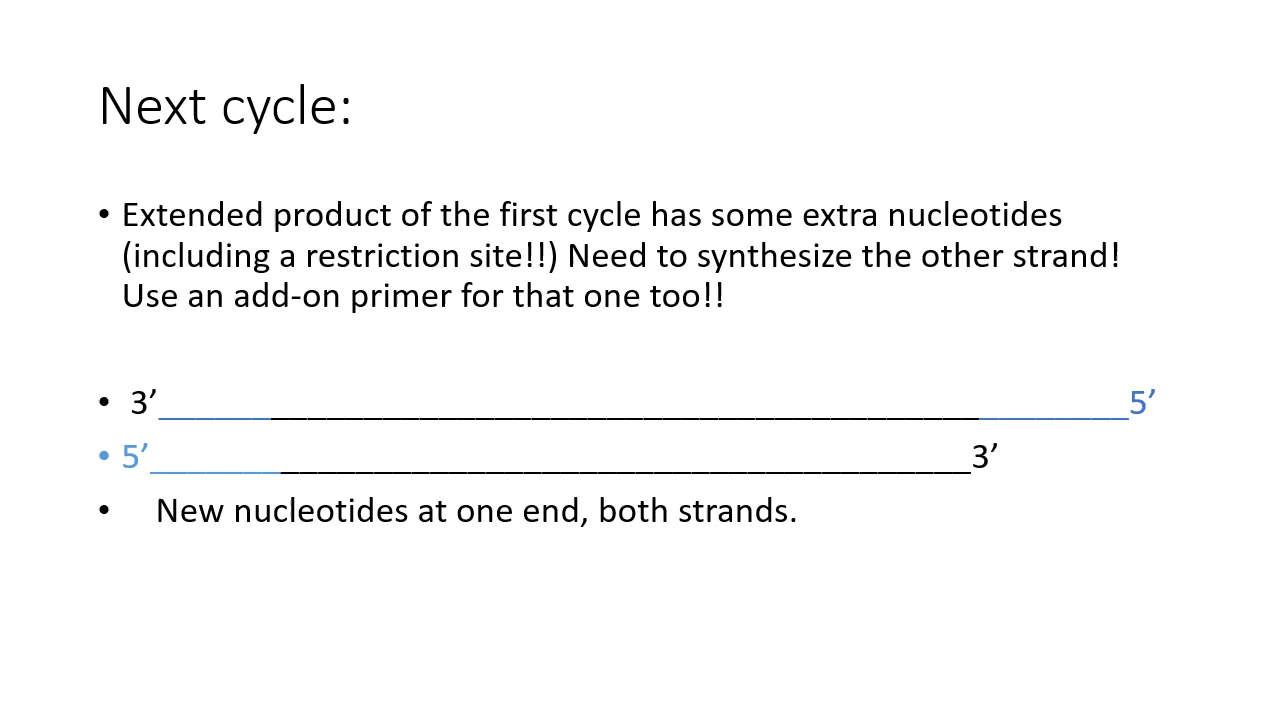 Next cycle:
• Extended product of the first cycle has some extra nucleotides
(including a restriction site!!) Need to synthesize the other strand!
Use an add-on primer for that one too!!
• 3’____________________________________________________5’
• 5’____________________________________________3’
• New nucleotides at one end, both strands.